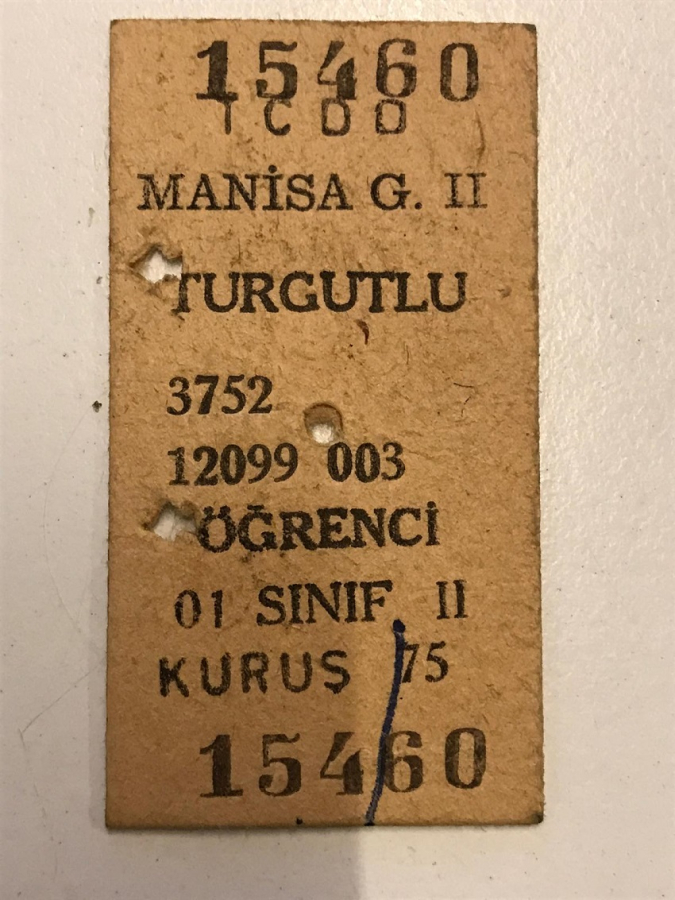 15460
TCDD
MANİSA G. II
TURGUTLU
3752
12099 003
ÖĞRENCİ
01 SINIF II
KURUŞ 75
15460